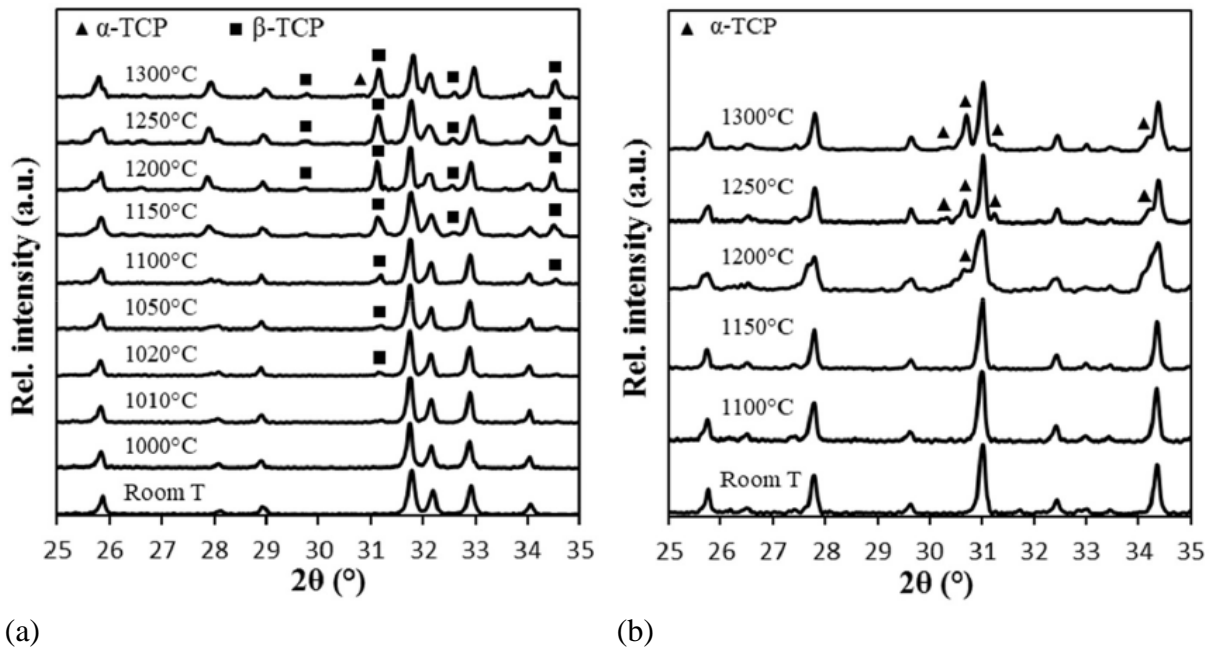 ▲ α-TCP ■ β-TCP
1300°C
1250°C
1200°C
1150°C
1100°C
1050°C
1020°C
1010°C
1000°C
Room T
Rel. intensity (a.u.)
25 26 27 28 29 30 31 32 33 34 35
2θ (°)
(a)
▲ α-TCP
1300°C
1250°C
1200°C
1150°C
1100°C
Room T
Rel. intensity (a.u.)
25 26 27 28 29 30 31 32 33 34 35
2θ (°)
(b)